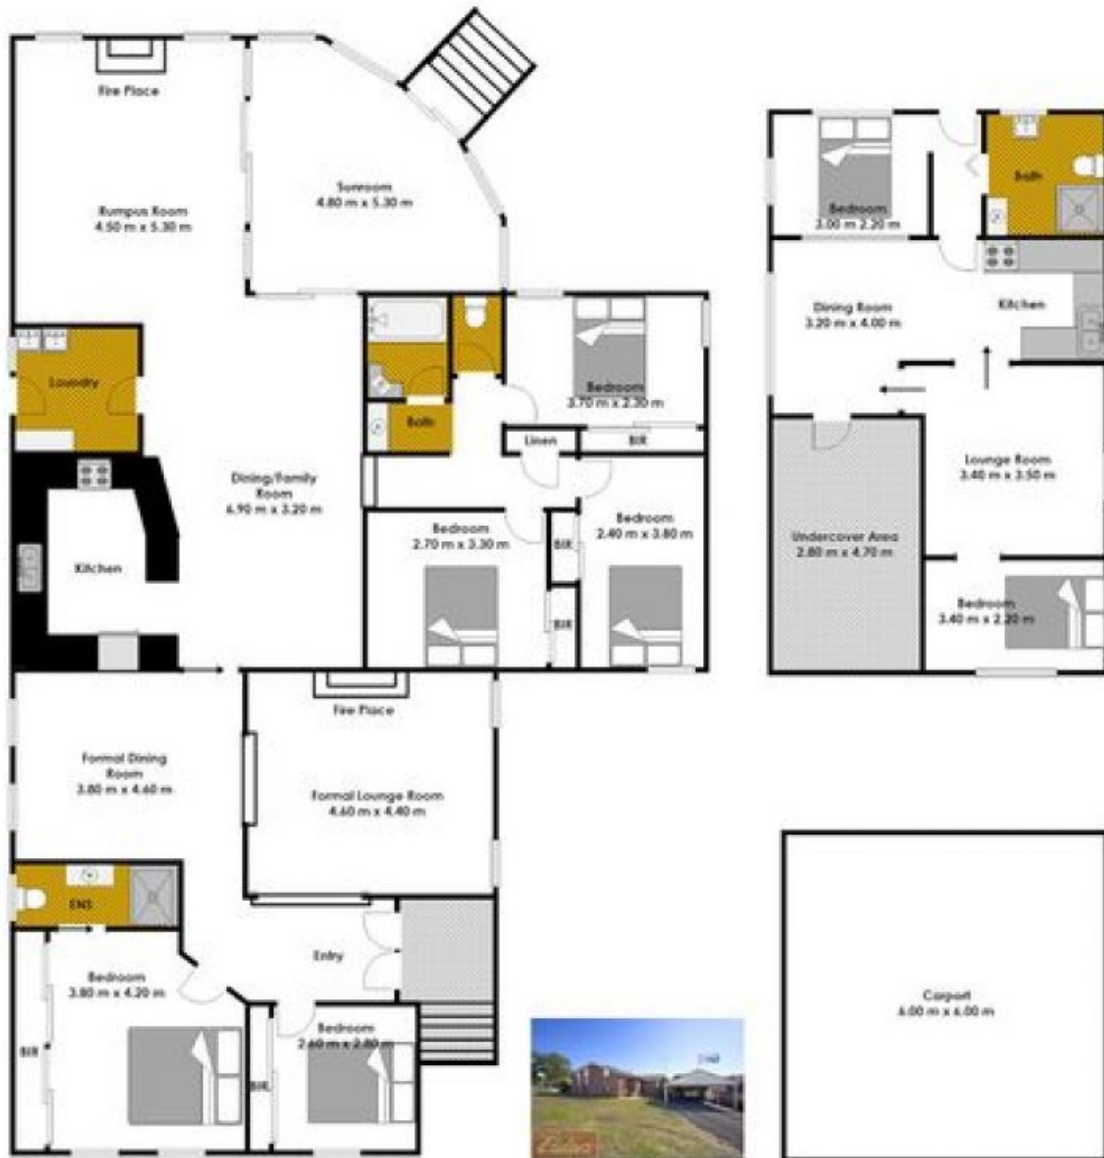 Fire Place
Rumpus Room
4.50 m x 5.30 m
Sunroom
4.80 m x 5.30 m
Laundry
Bath
Bedroom
3.70 m x 2.30 m
Linen
BIR
Dining/Family
Room
6.90 m x 3.20 m
Kitchen
Bedroom
2.70 m x 3.30 m
BIR
BIR
Bedroom
2.40 m x 3.80 m
Formal Dining
Room
3.80 m x 4.60 m
Fire Place
Formal Lounge Room
4.60 m x 4.40 m
ENS
Entry
Bedroom
3.80 m x 4.20 m
BIR
BIR
Bedroom
2.60 m x 2.80 m
Bedroom
3.00 m 2.20 m
Bath
Dining Room
3.20 m x 4.00 m
Kitchen
Lounge Room
3.40 m x 3.50 m
Undercover Area
2.80 m x 4.70 m
Bedroom
3.40 m x 2.20 m
Carport
6.00 m x 6.00 m